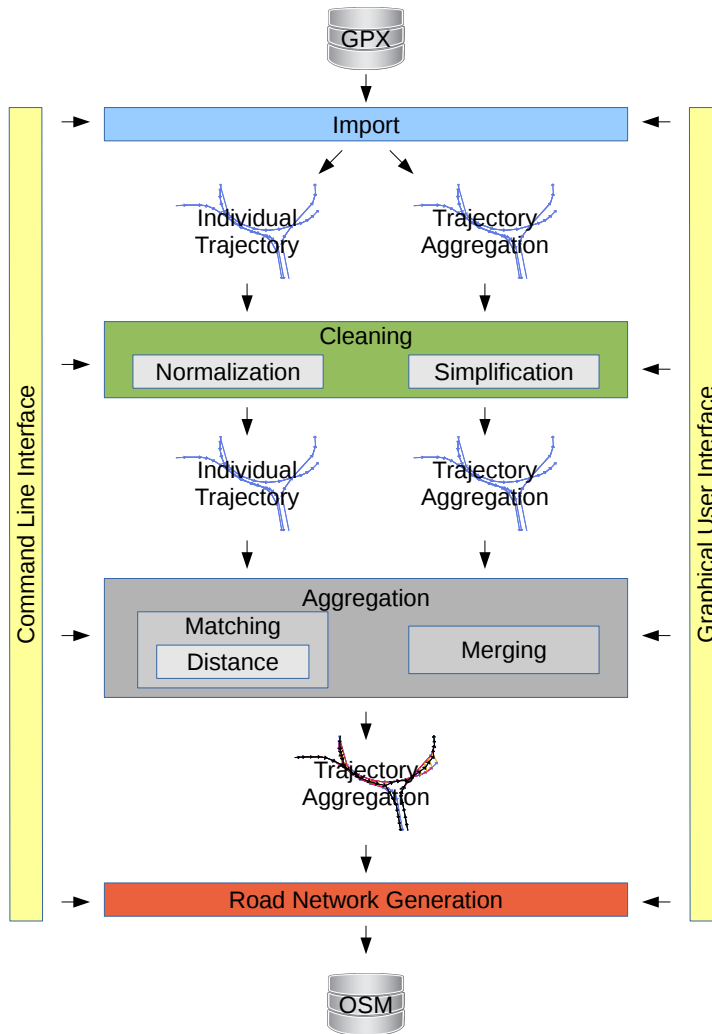 GPX
Import
Individual
Trajectory
Trajectory
Aggregation
Cleaning
Normalization
Simplification
Individual
Trajectory
Trajectory
Aggregation
Command Line Interface
Graphical User Interface
Aggregation
Matching
Distance
Merging
Trajectory
Aggregation
Road Network Generation
OSM